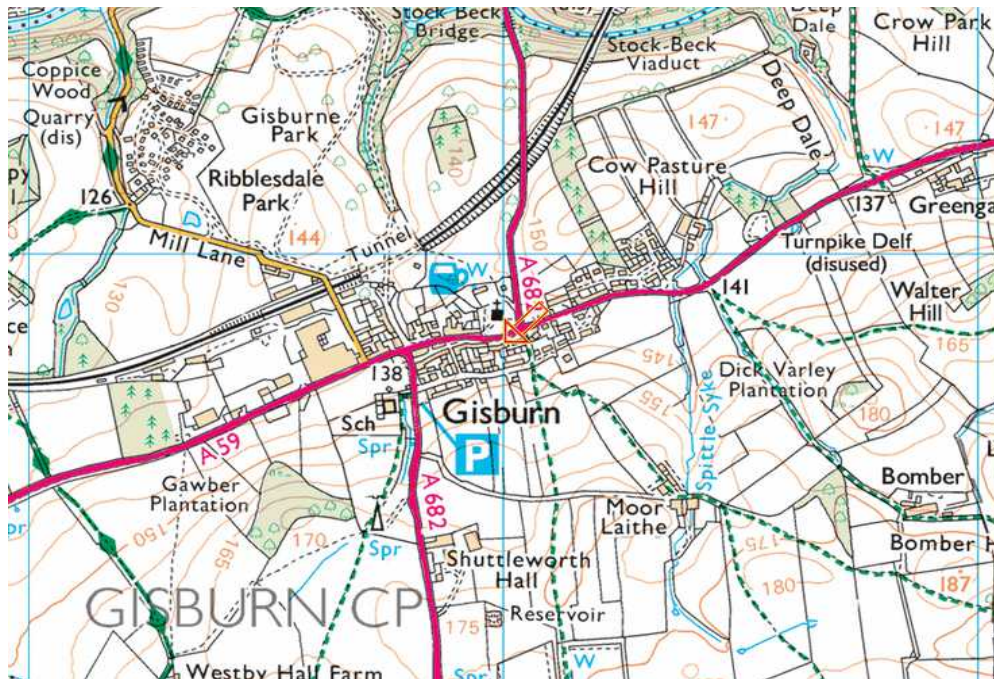 Stock Beck
Bridge
(dis)
Deep
Dale
Crow Park
Hill
Stock-Beck
Viaduct
Coppice
Wood
Quarry
(dis)
Gisburne
Park
140
147
Deep Dale
147
Cow Pasture
Hill
W
Ribblesdale
Park
126
137
Greenga
Mill Lane
144
Tunnel
150
Turnpike Delf
(disused)
130
W
A 682
141
Walter
Hill
145
165
138
155
Dick Varley
Plantation
180
Sch
Gisburn
Spr
P
A 59
Spittle Syke
Gawber
Plantation
A 682
Bomber
Moor
Laithe
150
165
170
Spr
175
Bomber H
Shuttleworth
Hall
180
187
GISBURN CP
Reservoir
175
Westby Hall Farm
Spr
W